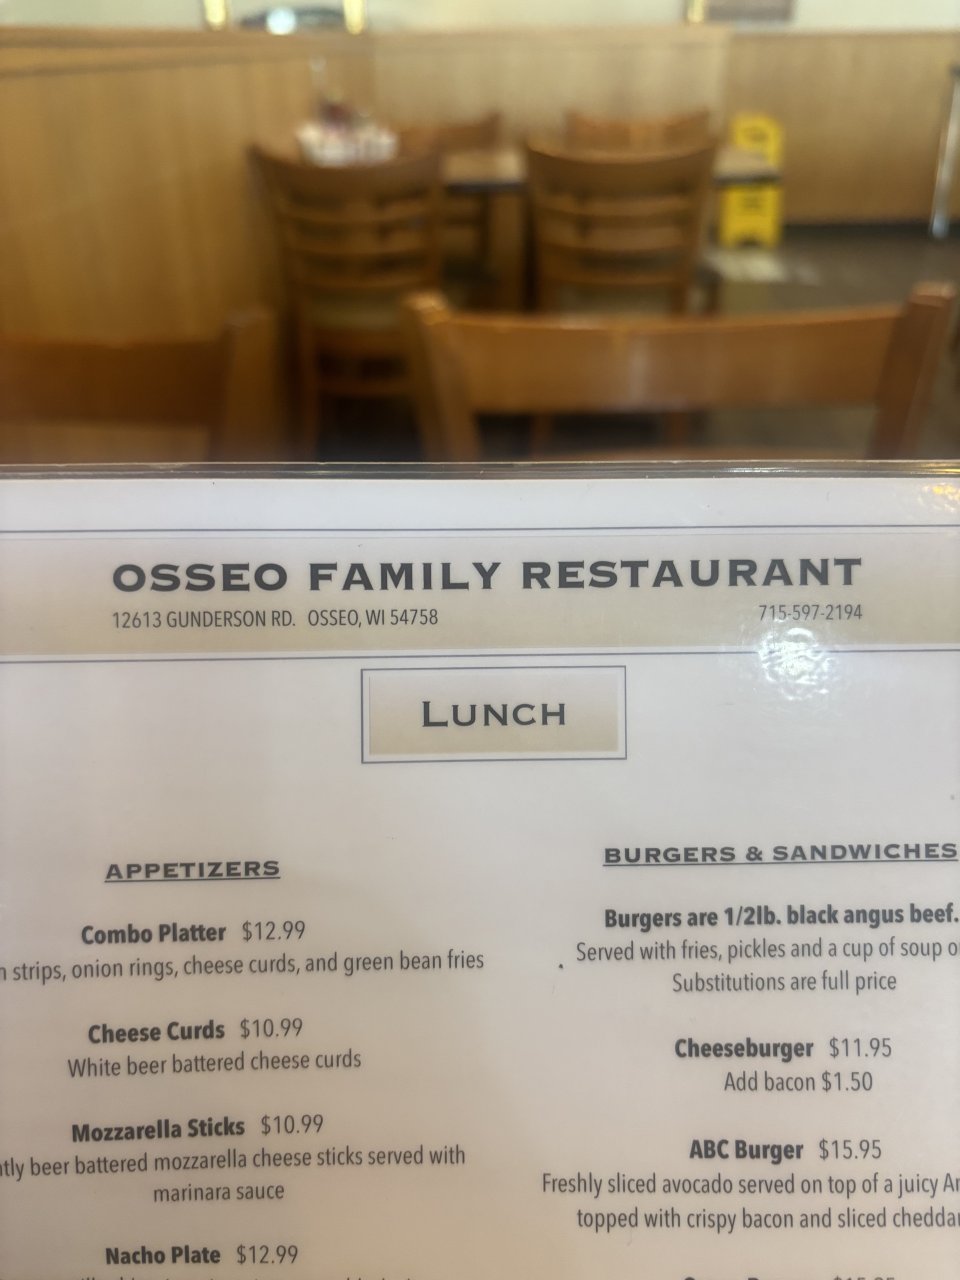 OSSEO FAMILY RESTAURANT
12613 GUNDERSON RD. OSSEO, WI 54758
715-597-2194
LUNCH
APPETIZERS
Combo Platter $12.99
strips, onion rings, cheese curds, and green bean fries
Cheese Curds $10.99
White beer battered cheese curds
Mozzarella Sticks $10.99
beer battered mozzarella cheese sticks served with
marinara sauce
Nacho Plate $12.99
BURGERS & SANDWICHES
Burgers are 1/2lb. black angus beef.
Served with fries, pickles and a cup of soup
Substitutions are full price
Cheeseburger $11.95
Add bacon $1.50
ABC Burger $15.95
Freshly sliced avocado served on top of a juicy
topped with crispy bacon and sliced cheddar